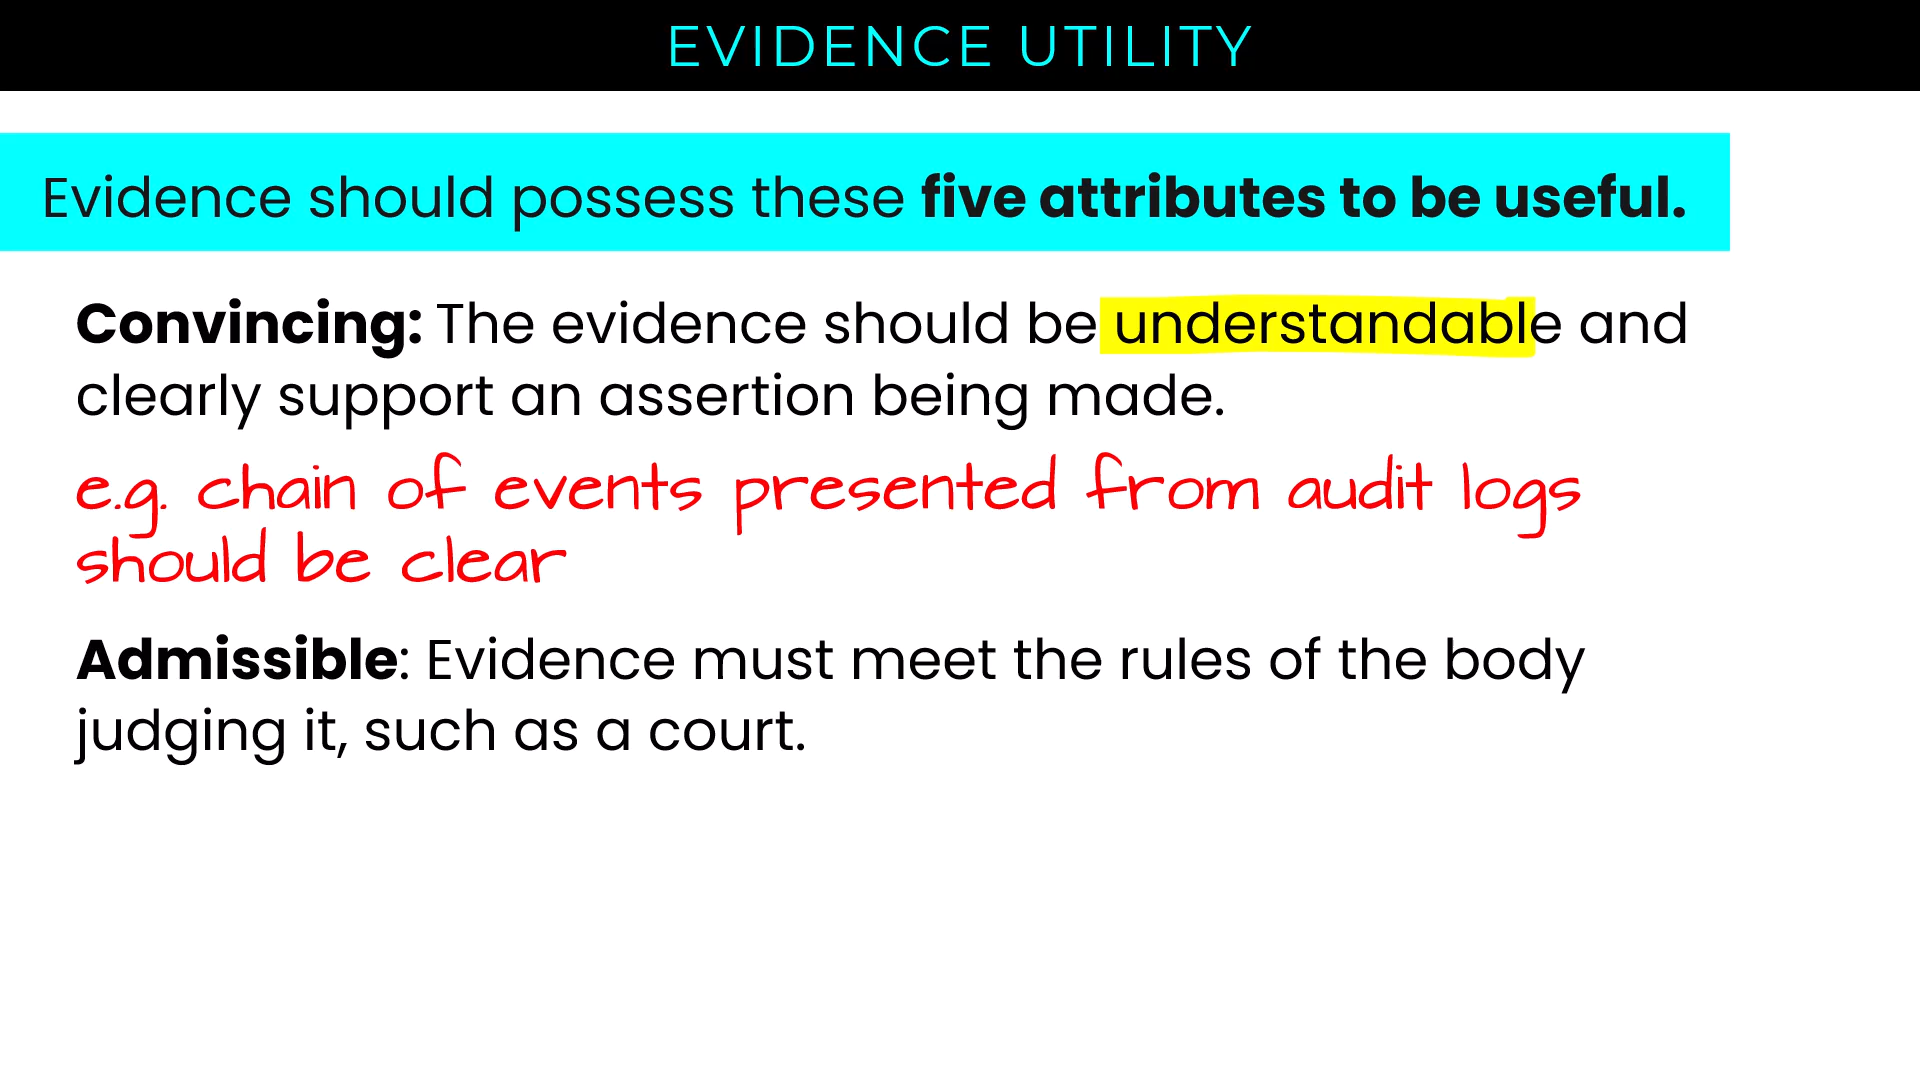 EVIDENCE UTILITY
Evidence should possess these five attributes to be useful.
Convincing: The evidence should be understandable and
clearly support an assertion being made.
e.g. chain of events presented from audit logs
should be clear
Admissible: Evidence must meet the rules of the body
judging it, such as a court.